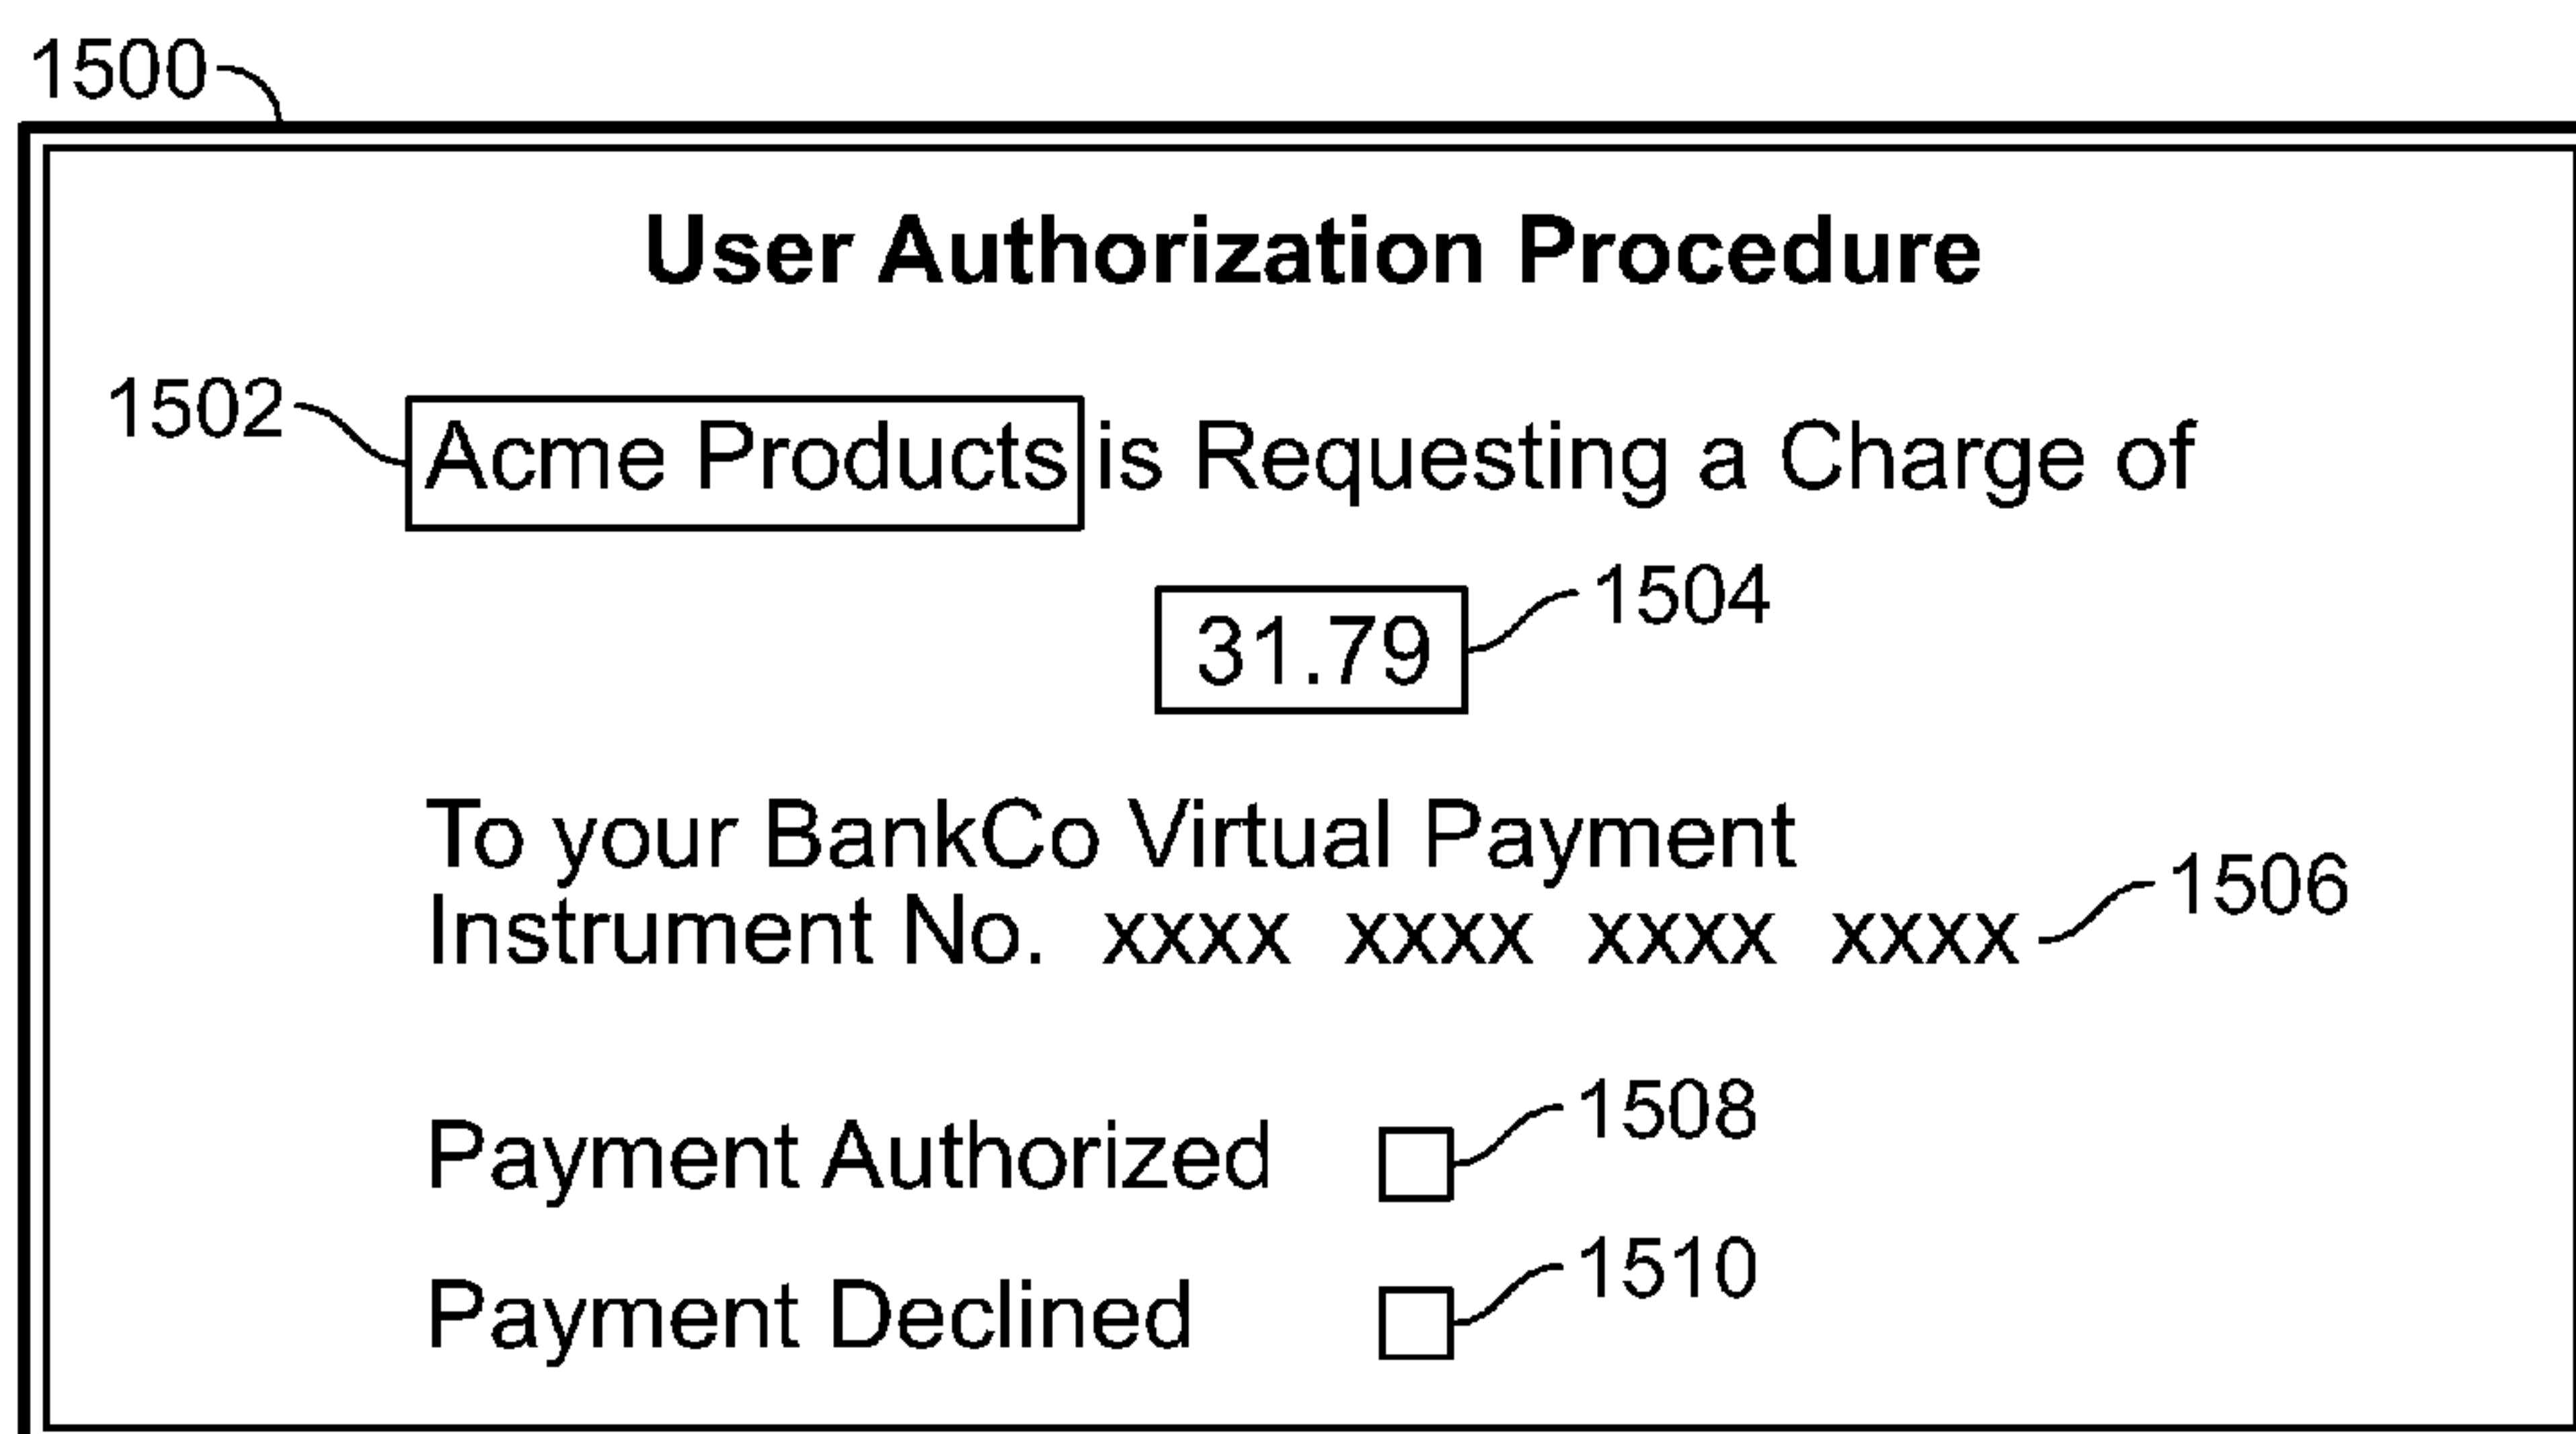 1500
User Authorization Procedure
1502 Acme Products is Requesting a Charge of
31.79 1504
To your BankCo Virtual Payment
Instrument No. xxxx xxxx xxxx xxxx 1506
Payment Authorized 1508
Payment Declined 1510